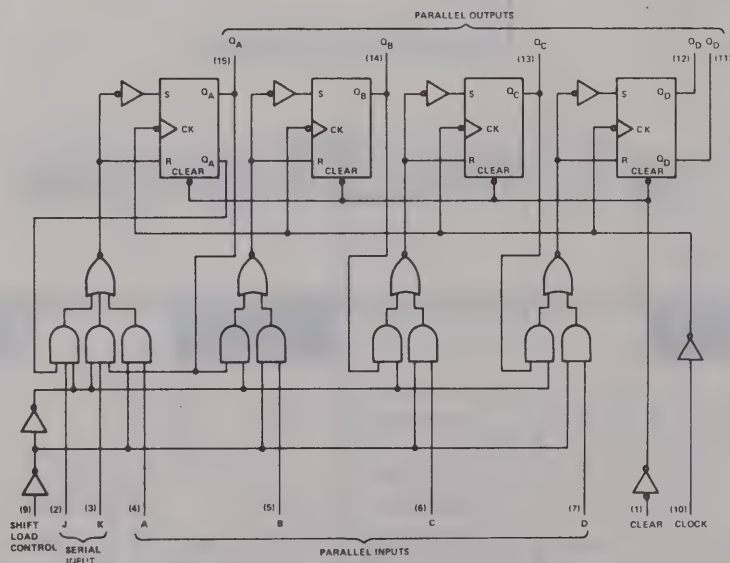 PARALLEL OUTPUTS
QA QB QC QD QD
(15) (14) (13) (12) (11)
S QA S QB S QC S QD
CK CK CK CK
R QA R R R QD
CLEAR CLEAR CLEAR CLEAR
(9) (2) (3) (4) (5) (6) (7) (1) (10)
SHIFT J K A B C D CLEAR CLOCK
LOAD
CONTROL
SERIAL
INPUT
PARALLEL INPUTS